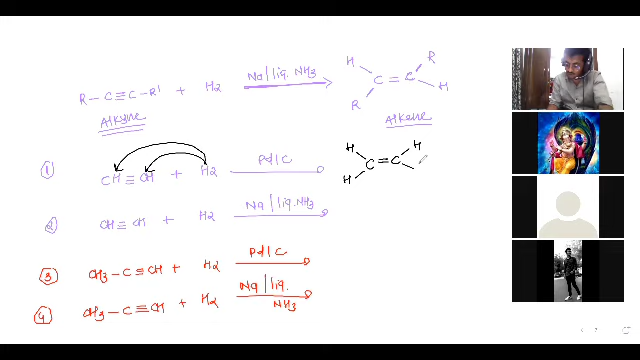 R – C ≡ C – R' + H2 Na/liq. NH3 H R C = C R H
Alkyne Alkene
① CH ≡ CH + H2 Pd/C H H C = C H
② CH ≡ CH + H2 Na/liq. NH3
③ CH3 – C ≡ CH + H2 Pd/C
④ CH3 – C ≡ CH + H2 Na/liq. NH3